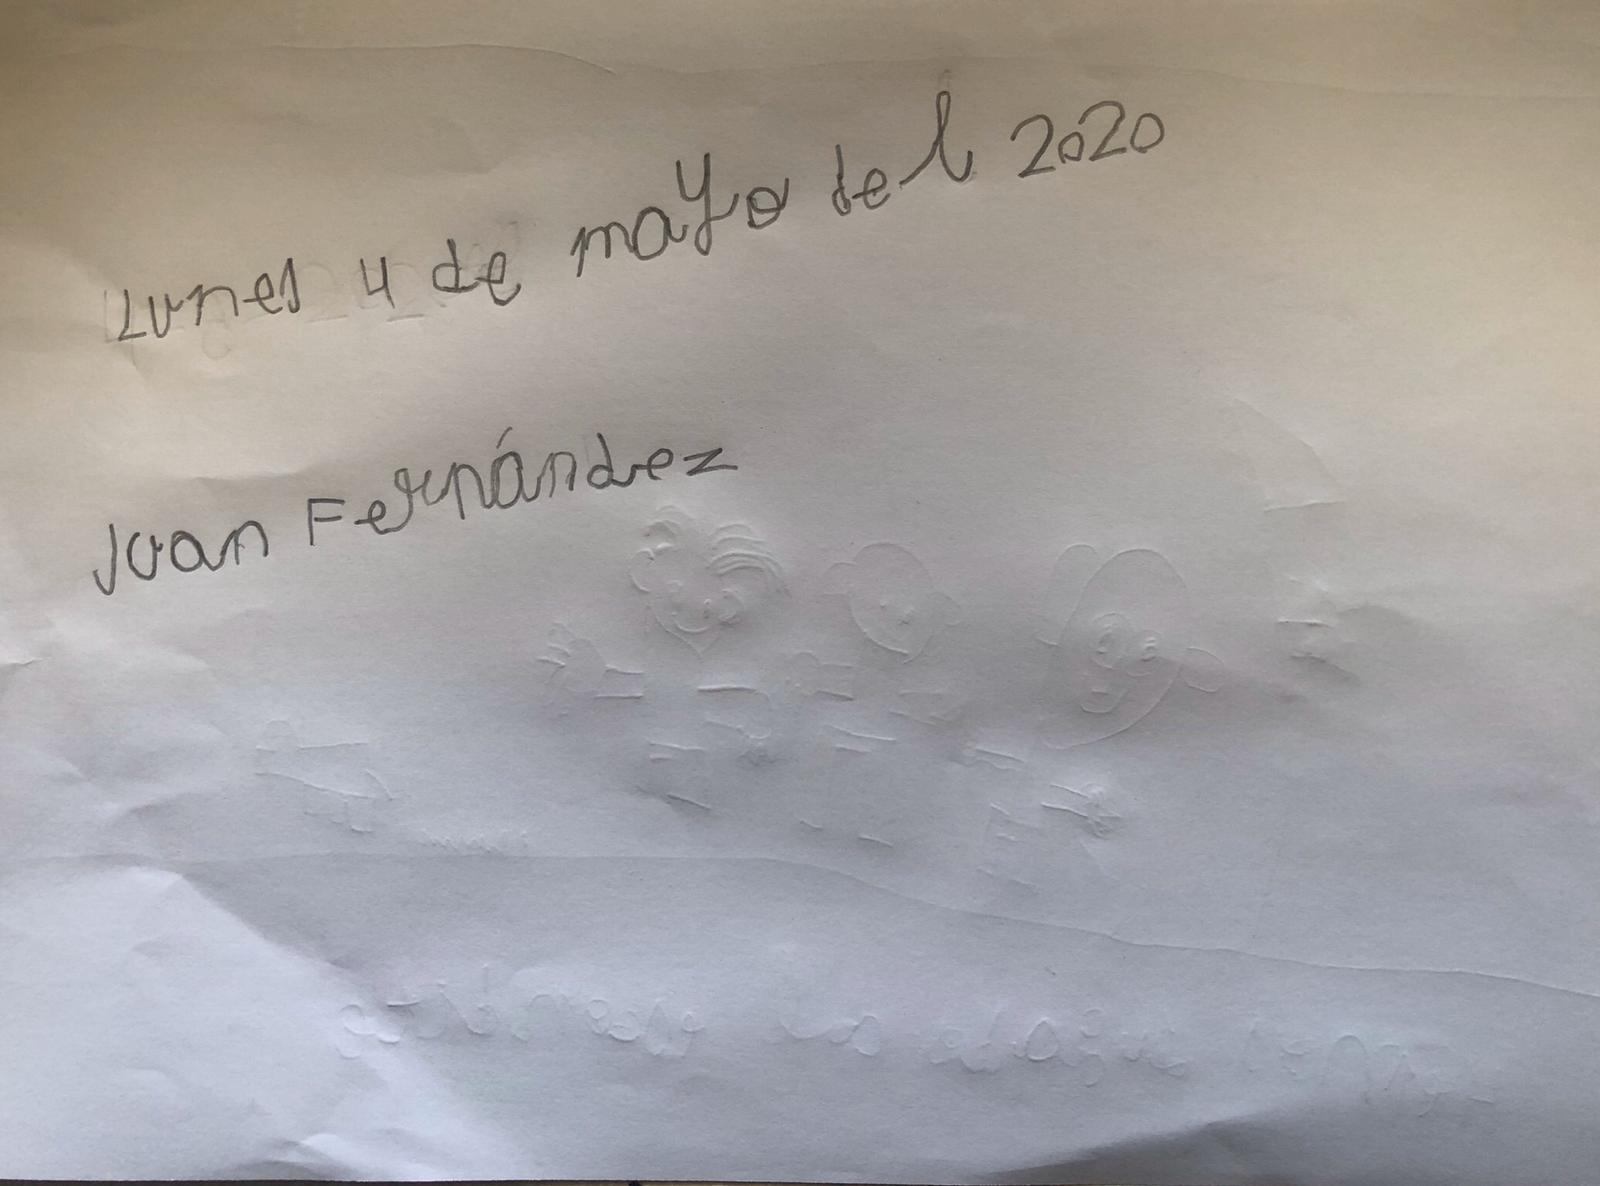 Lunes 4 de mayo del 2020
Juan Fernández